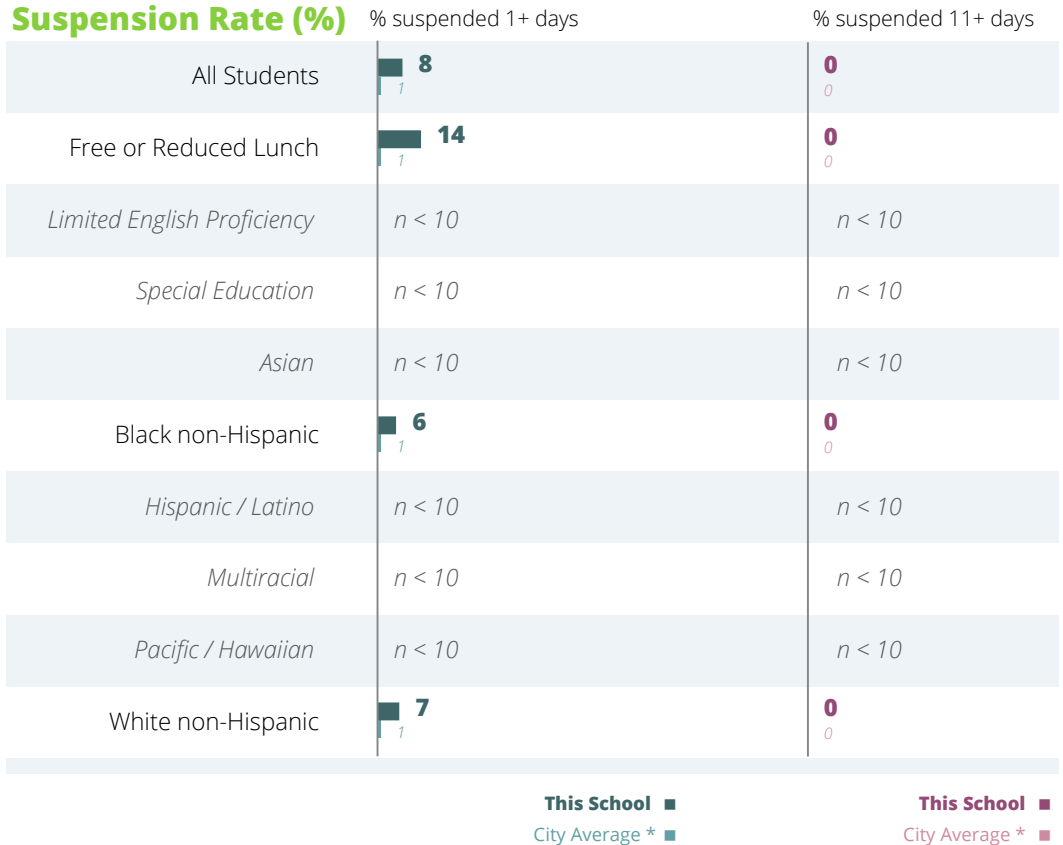 Suspension Rate (%) % suspended 1+ days % suspended 11+ days
All Students 8 0
1 0
Free or Reduced Lunch 14 0
1 0
Limited English Proficiency n < 10 n < 10
Special Education n < 10 n < 10
Asian n < 10 n < 10
Black non-Hispanic 6 0
1 0
Hispanic / Latino n < 10 n < 10
Multiracial n < 10 n < 10
Pacific / Hawaiian n < 10 n < 10
White non-Hispanic 7 0
1 0
This School This School
City Average * City Average *